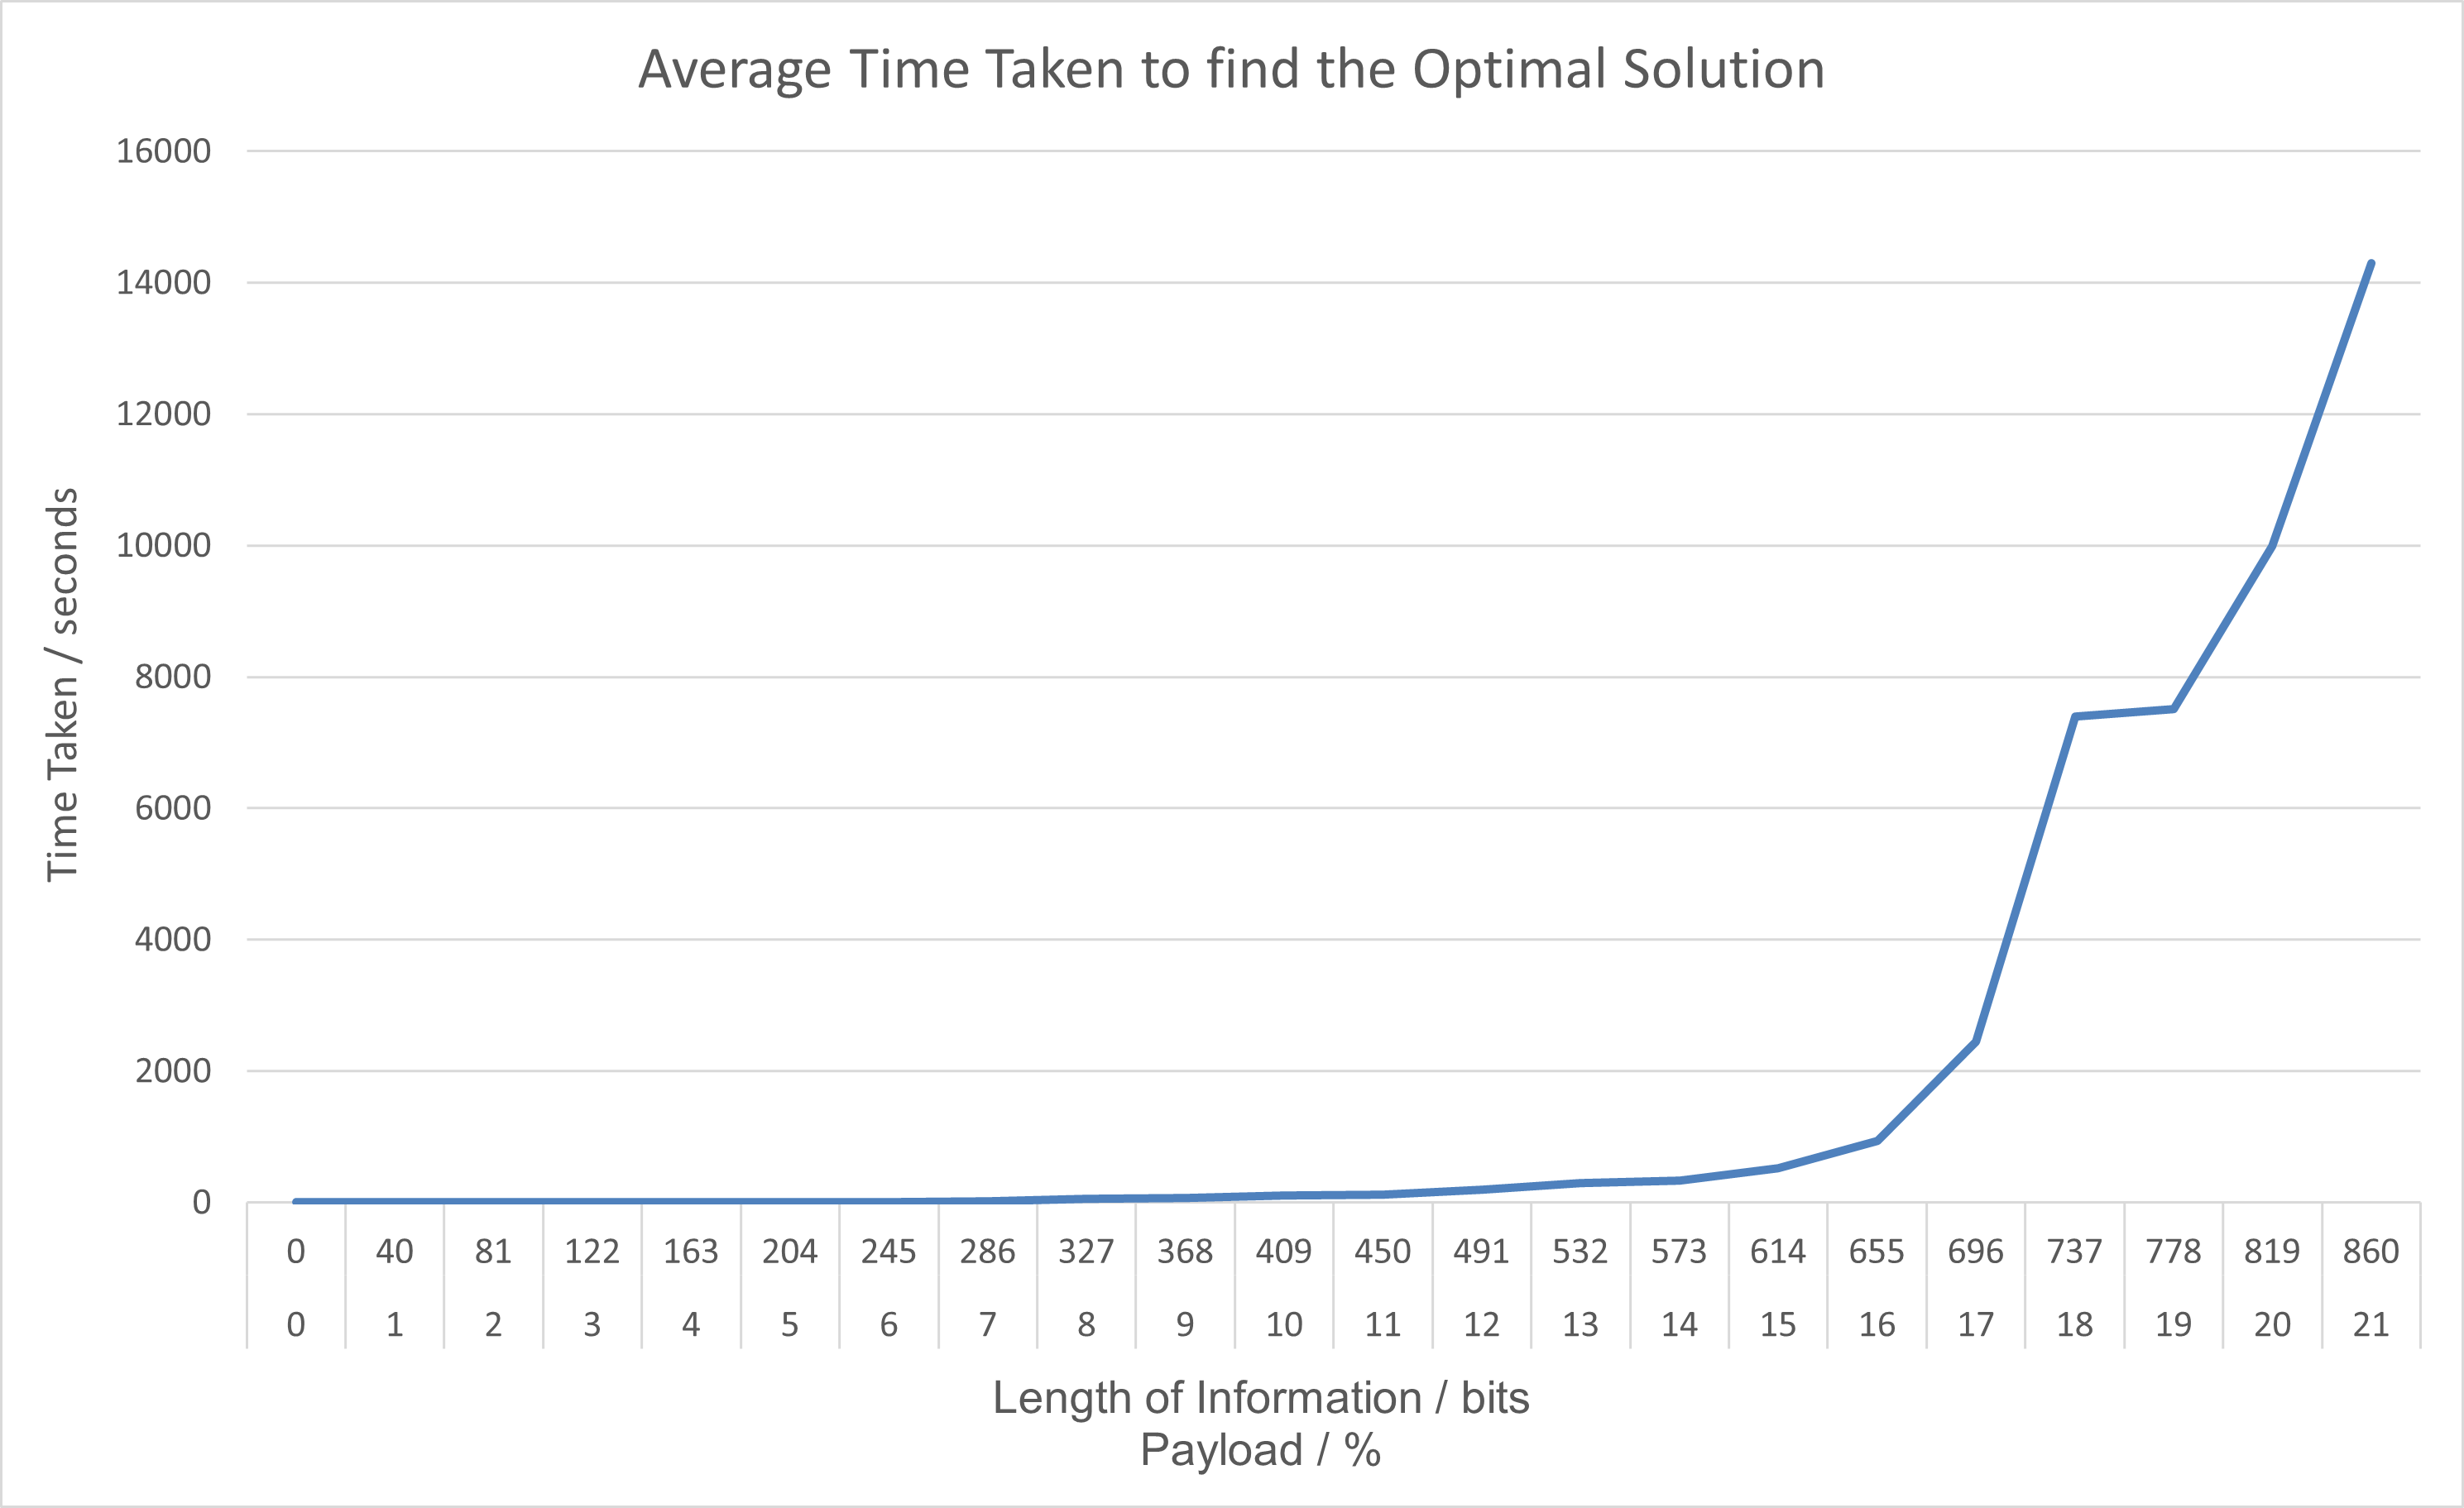 Average Time Taken to find the Optimal Solution
16000
14000
12000
10000
8000
6000
4000
2000
0
Time Taken / seconds
0 40 81 122 163 204 245 286 327 368 409 450 491 532 573 614 655 696 737 778 819 860
0 1 2 3 4 5 6 7 8 9 10 11 12 13 14 15 16 17 18 19 20 21
Length of Information / bits
Payload / %